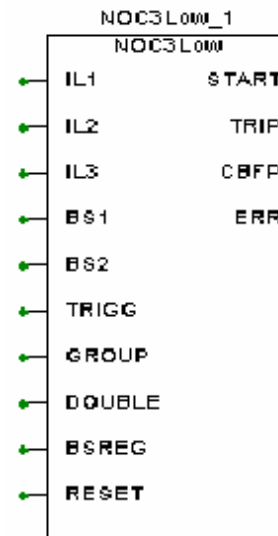 NOC3Low_1
NOC3Low
IL1 START
IL2 TRIP
IL3 CBFP
BS1 ERR
BS2
TRIGG
GROUP
DOUBLE
BSREG
RESET